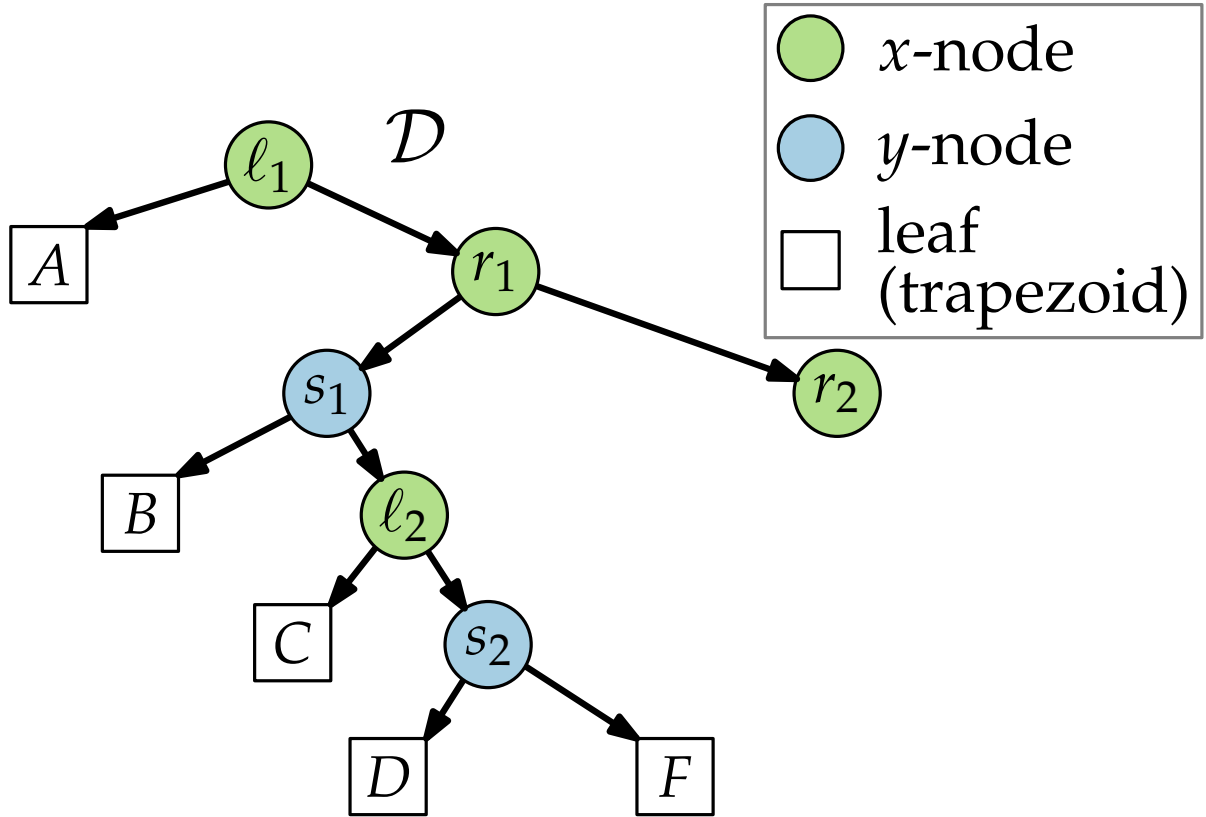 x-node
𝒟
y-node
ℓ1
leaf
A
r1
(trapezoid)
s1
r2
B
ℓ2
C
s2
D
F